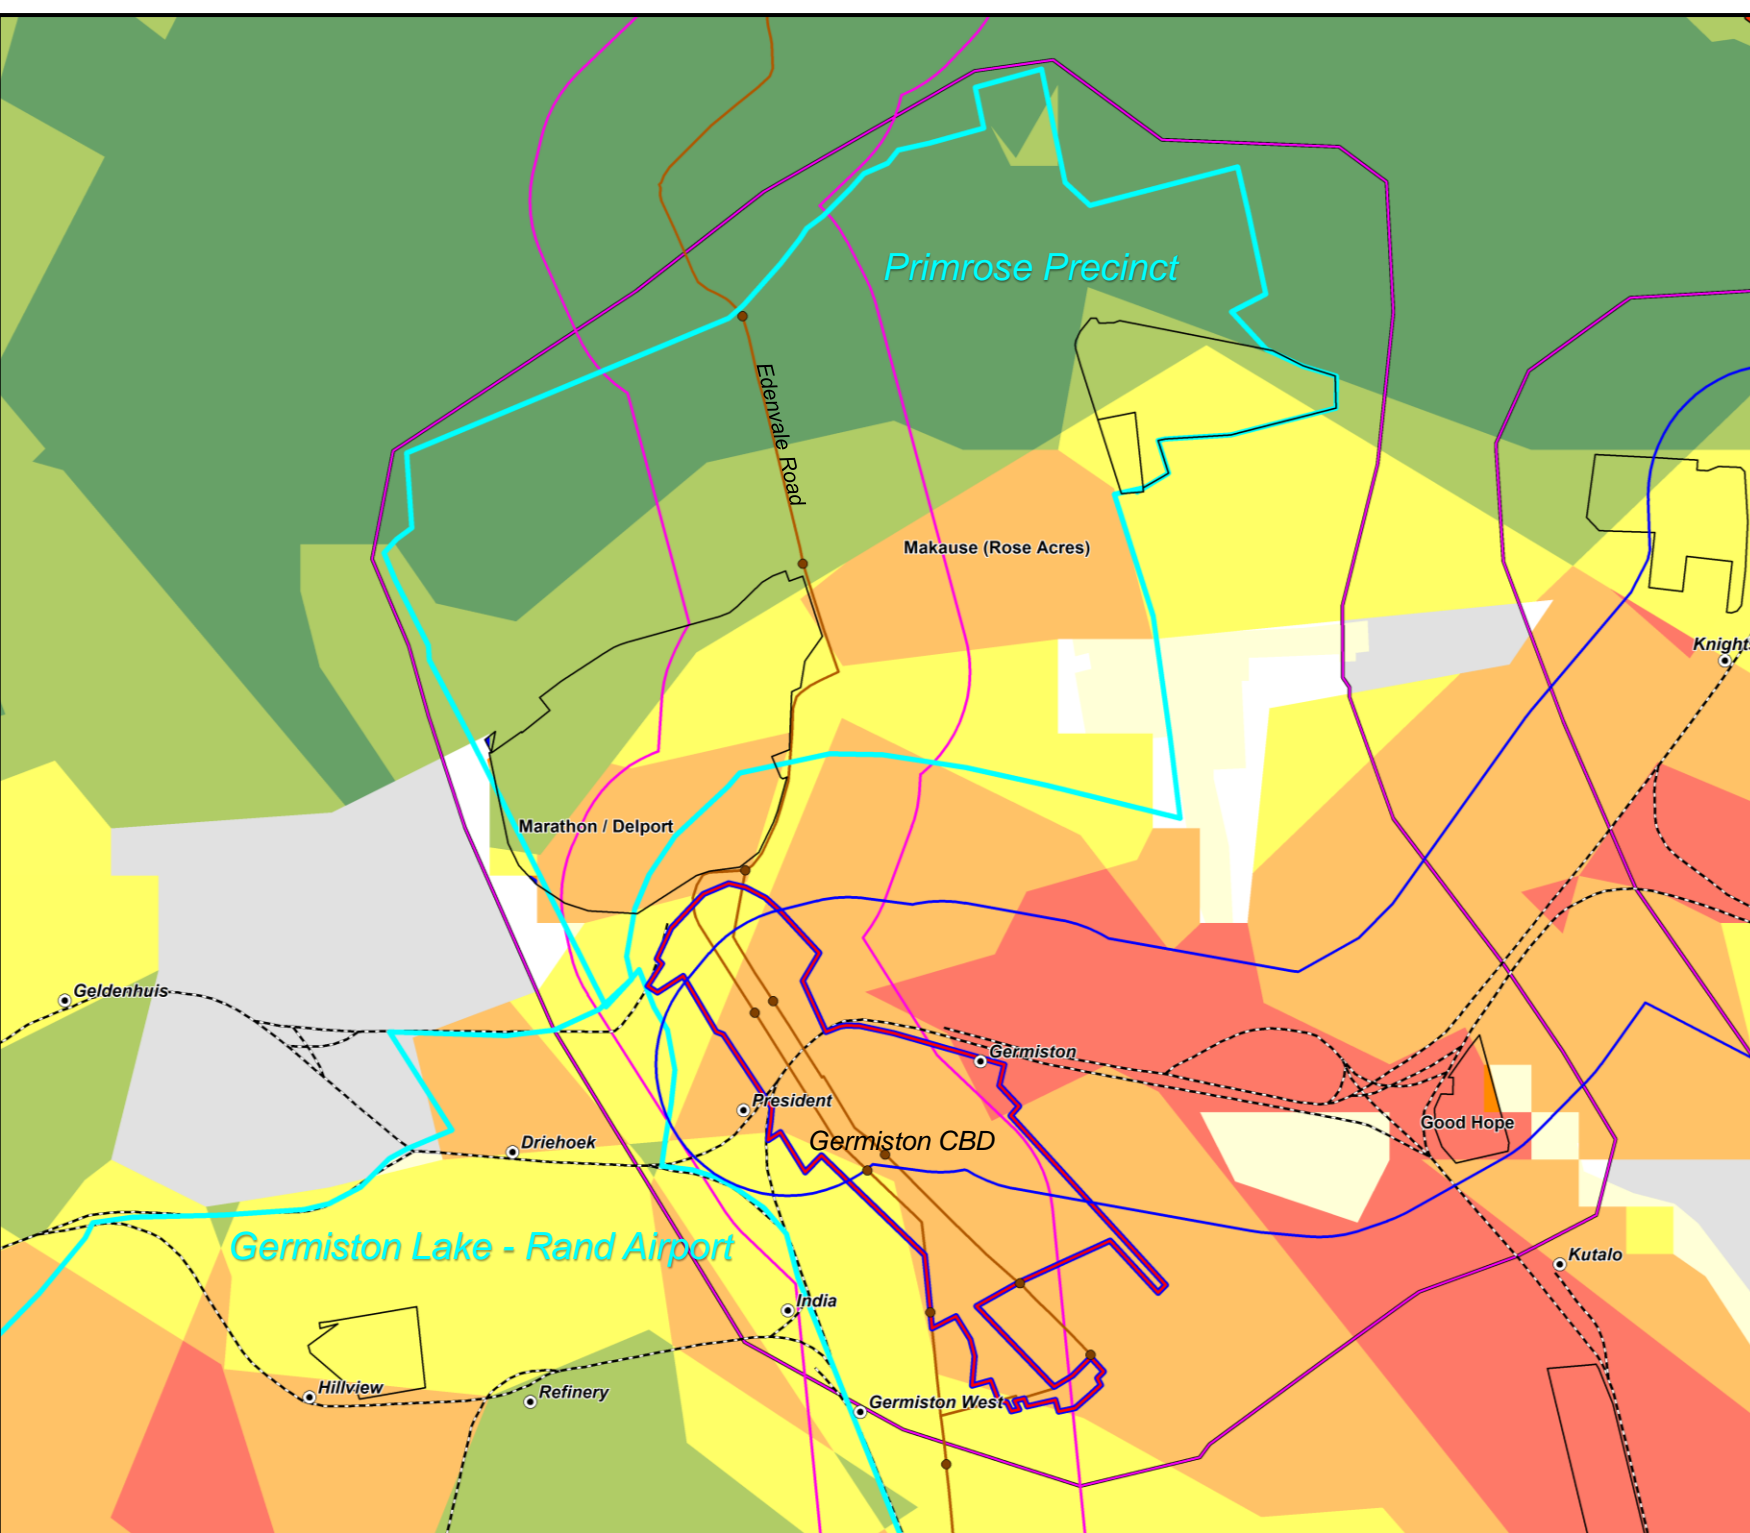 Primrose Precinct
Edenvale Road
Makause (Rose Acres)
Marathon / Delport
Geldenhuis
Germiston
President
Driehoek
Germiston CBD
Good Hope
Germiston Lake - Rand Airport
Kutalo
India
Hillview
Refinery
Germiston West